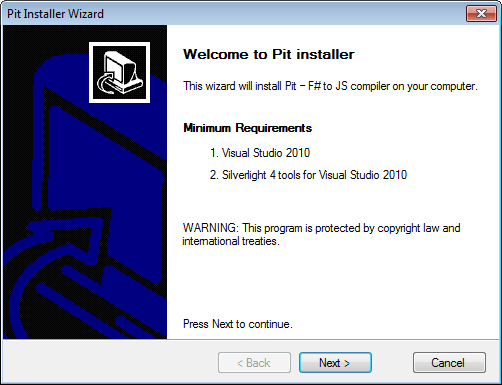 Pit Installer Wizard
Welcome to Pit installer
This wizard will install Pit – F# to JS compiler on your computer.
Minimum Requirements
1. Visual Studio 2010
2. Silverlight 4 tools for Visual Studio 2010
WARNING: This program is protected by copyright law and
international treaties.
Press Next to continue.
< Back
Next >
Cancel